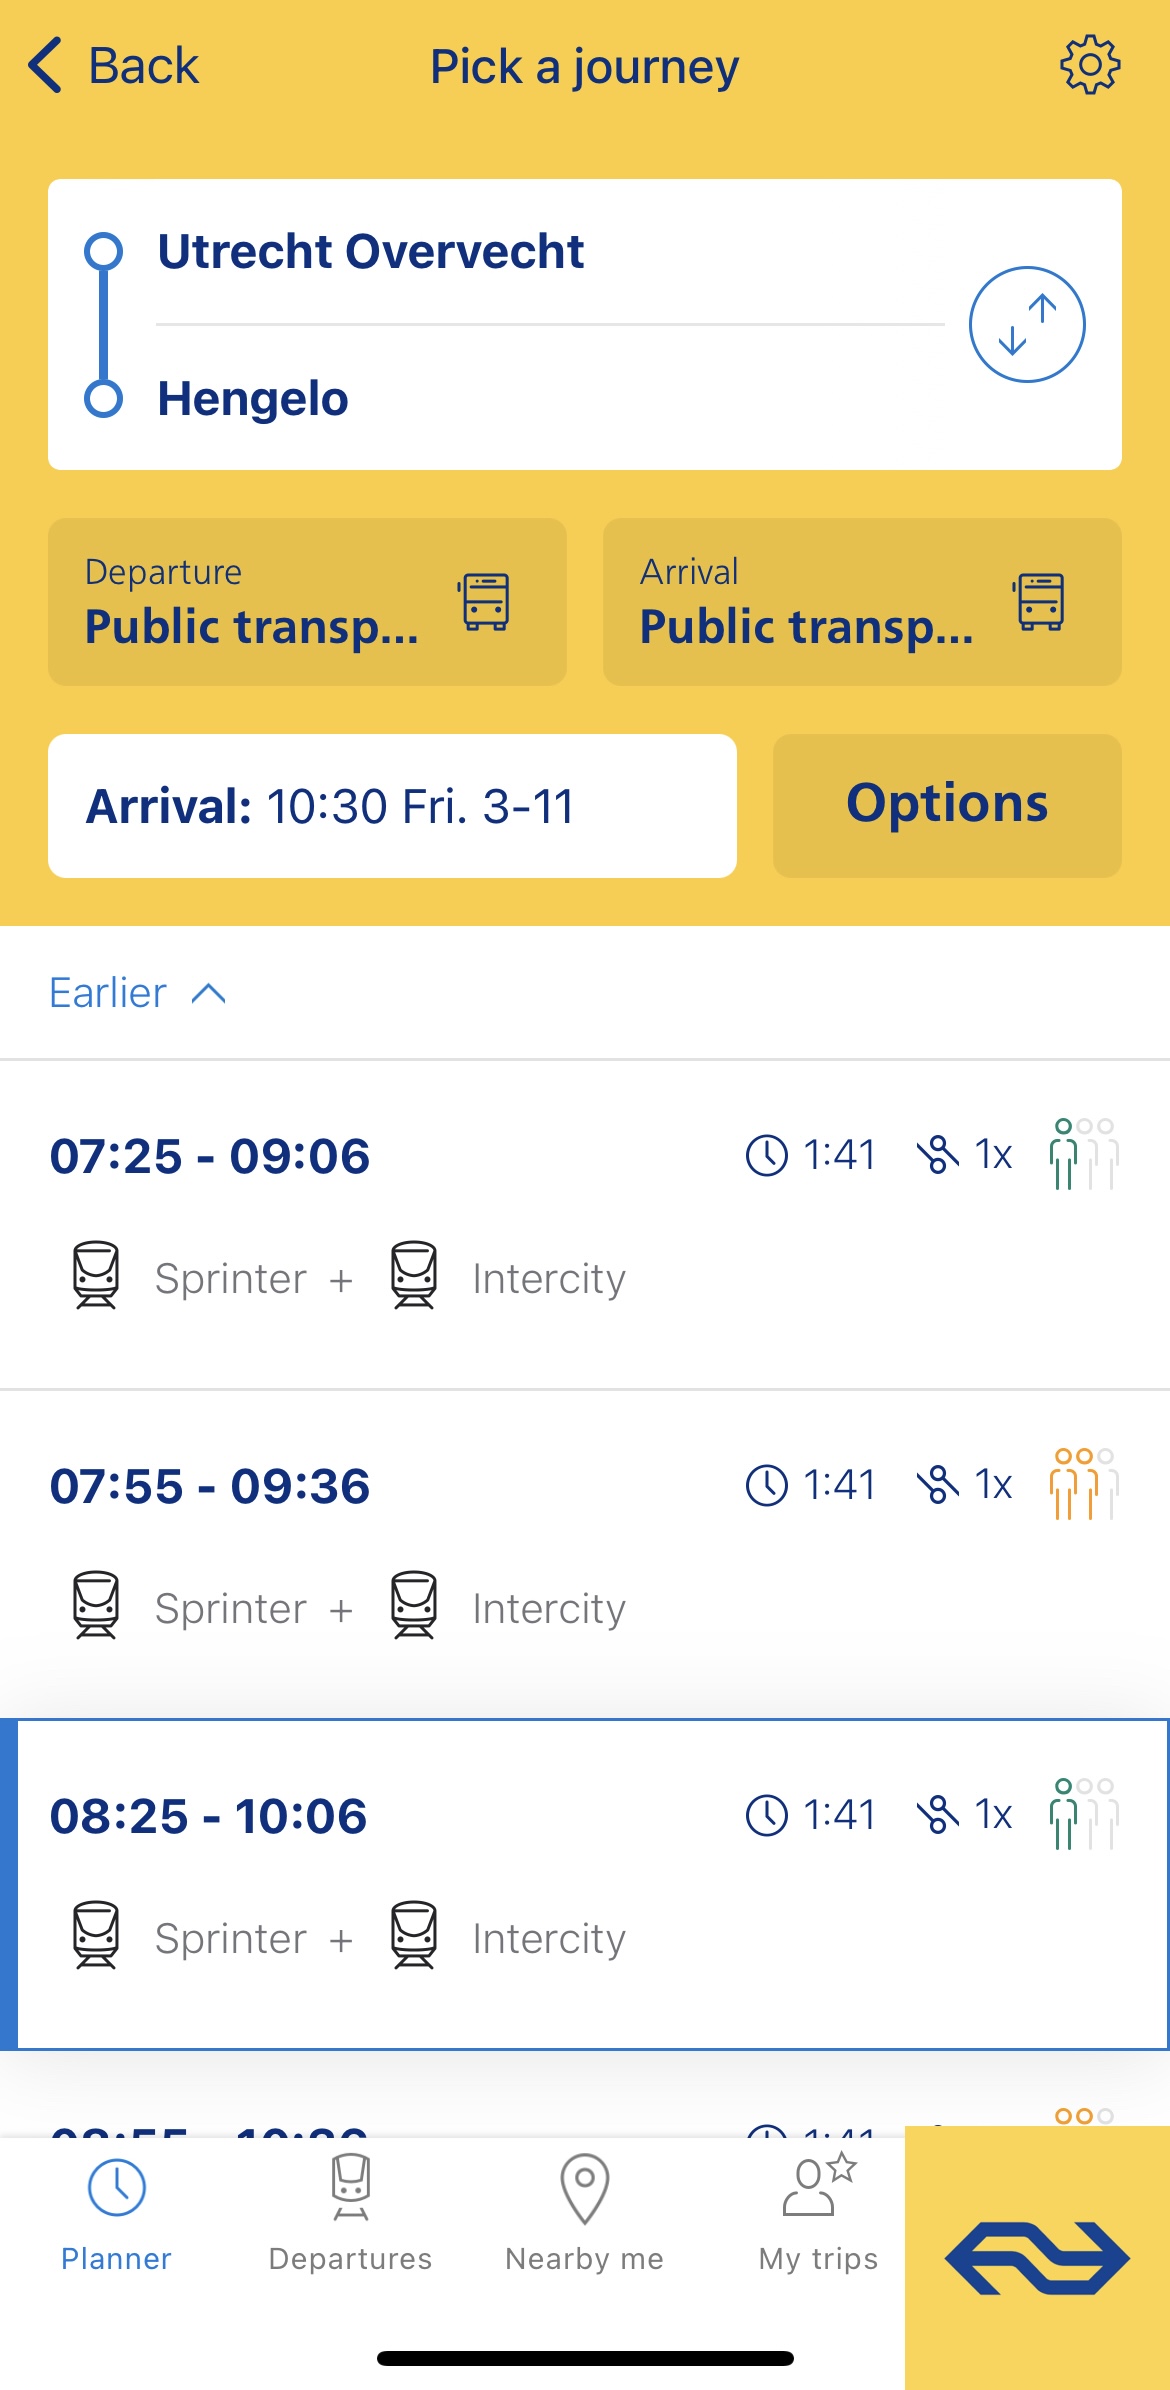 Back
Pick a journey
Utrecht Overvecht
Hengelo
Departure
Public transp...
Arrival
Public transp...
Arrival: 10:30 Fri. 3-11
Options
Earlier
07:25 - 09:06 1:41 1x
Sprinter + Intercity
07:55 - 09:36 1:41 1x
Sprinter + Intercity
08:25 - 10:06 1:41 1x
Sprinter + Intercity
Planner
Departures
Nearby me
My trips